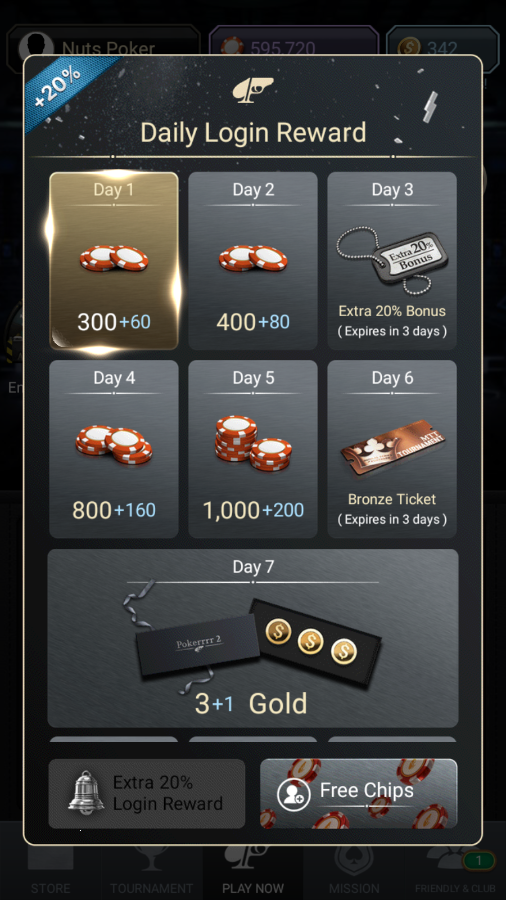 Nuts Poker
595,720
342
+20%
Daily Login Reward
Day 1
Day 2
Day 3
Extra 20%
Bonus
300+60
400+80
Extra 20% Bonus
( Expires in 3 days )
Day 4
Day 5
Day 6
MTT
TOURNAMENT
800+160
1,000+200
Bronze Ticket
( Expires in 3 days )
Day 7
Pokerrrr 2
3+1 Gold
Extra 20%
Login Reward
Free Chips
1
STORE
TOURNAMENT
PLAY NOW
MISSION
FRIENDLY & CLUB